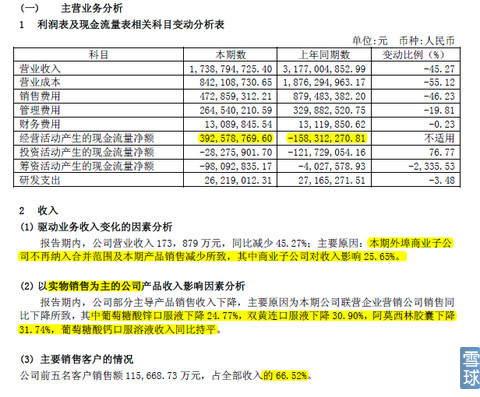 (一) 主营业务分析
1 利润表及现金流量表相关科目变动分析表
单位:元 币种:人民币
科目 本期数 上年同期数 变动比例（%）
营业收入 1,738,794,725.40 3,177,004,852.99 -45.27
营业成本 842,108,730.65 1,876,294,963.17 -55.12
销售费用 472,859,312.21 879,483,382.20 -46.23
管理费用 264,540,210.59 329,882,520.75 -19.81
财务费用 13,089,845.54 13,119,850.62 -0.23
经营活动产生的现金流量净额 392,578,769.60 -158,312,270.81 不适用
投资活动产生的现金流量净额 -28,275,901.70 -121,729,054.16 76.77
筹资活动产生的现金流量净额 -98,092,835.17 -4,027,578.93 -2,335.53
研发支出 26,219,012.31 27,165,271.51 -3.48
2 收入
(1) 驱动业务收入变化的因素分析
报告期内，公司营业收入 173，879 万元，同比减少 45.27%；主要原因：本期外埠商业子公
司不再纳入合并范围及本期产品销售减少所致，其中商业子公司对收入影响 25.65%。
(2) 以实物销售为主的公司产品收入影响因素分析
报告期内，公司部分主导产品销售收入下降，主要原因为本期公司联营企业营销公司销售同
比下降所致，其中葡萄糖酸锌口服液下降 24.77%，双黄连口服液下降 30.90%，阿莫西林胶囊下降
31.74%，葡萄糖酸钙口服溶液收入同比持平。
(3) 主要销售客户的情况
公司前五名客户销售额 115,668.73 万元，占全部收入的 66.52%。
雪球